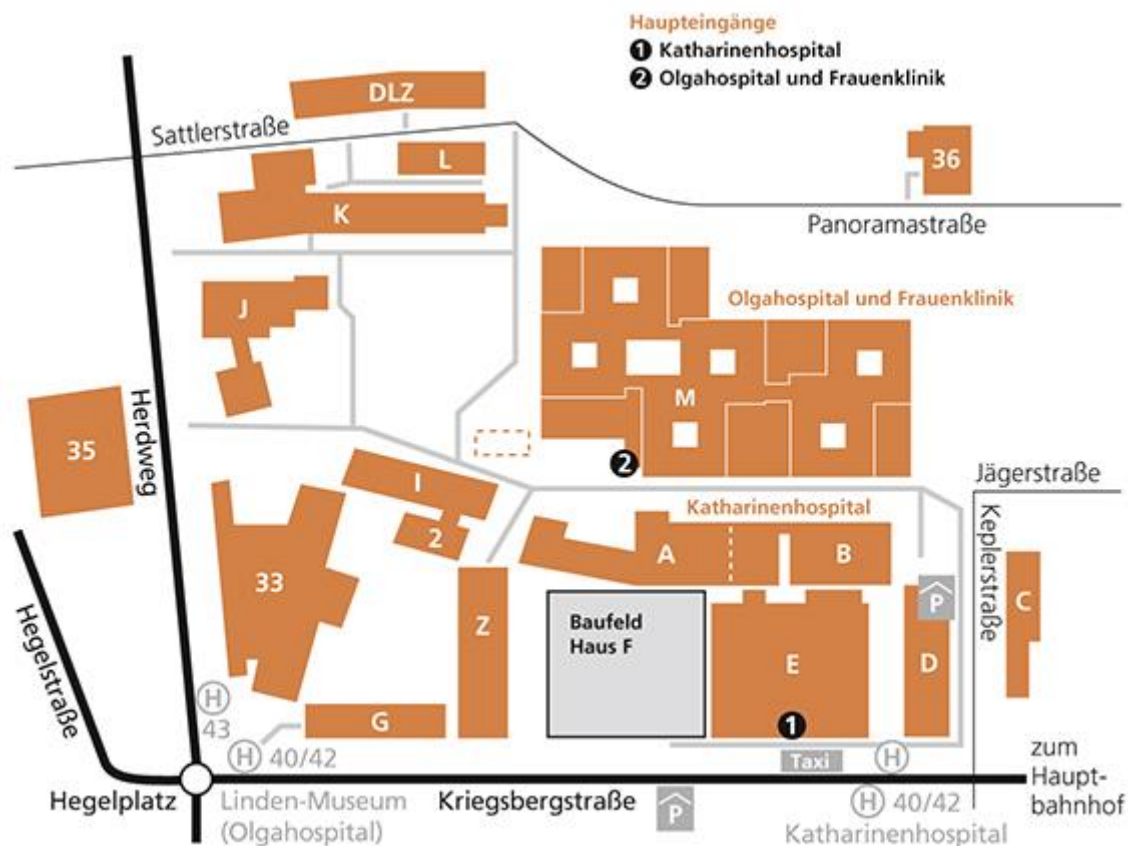 Haupteingänge
1 Katharinenhospital
2 Olgahospital und Frauenklinik
DLZ
Sattlerstraße
L
36
K
Panoramastraße
J
Olgahospital und Frauenklinik
M
Herdweg
35
2
I
Jägerstraße
Katharinenhospital
2
A
B
Keplerstraße
33
P
C
Z
Baufeld
Haus F
E
D
Hegelstraße
H
43
G
1
H 40/42
Taxi
H
zum
Haupt-
bahnhof
Hegelplatz
Linden-Museum
(Olgahospital)
Kriegsbergstraße
P
H 40/42
Katharinenhospital